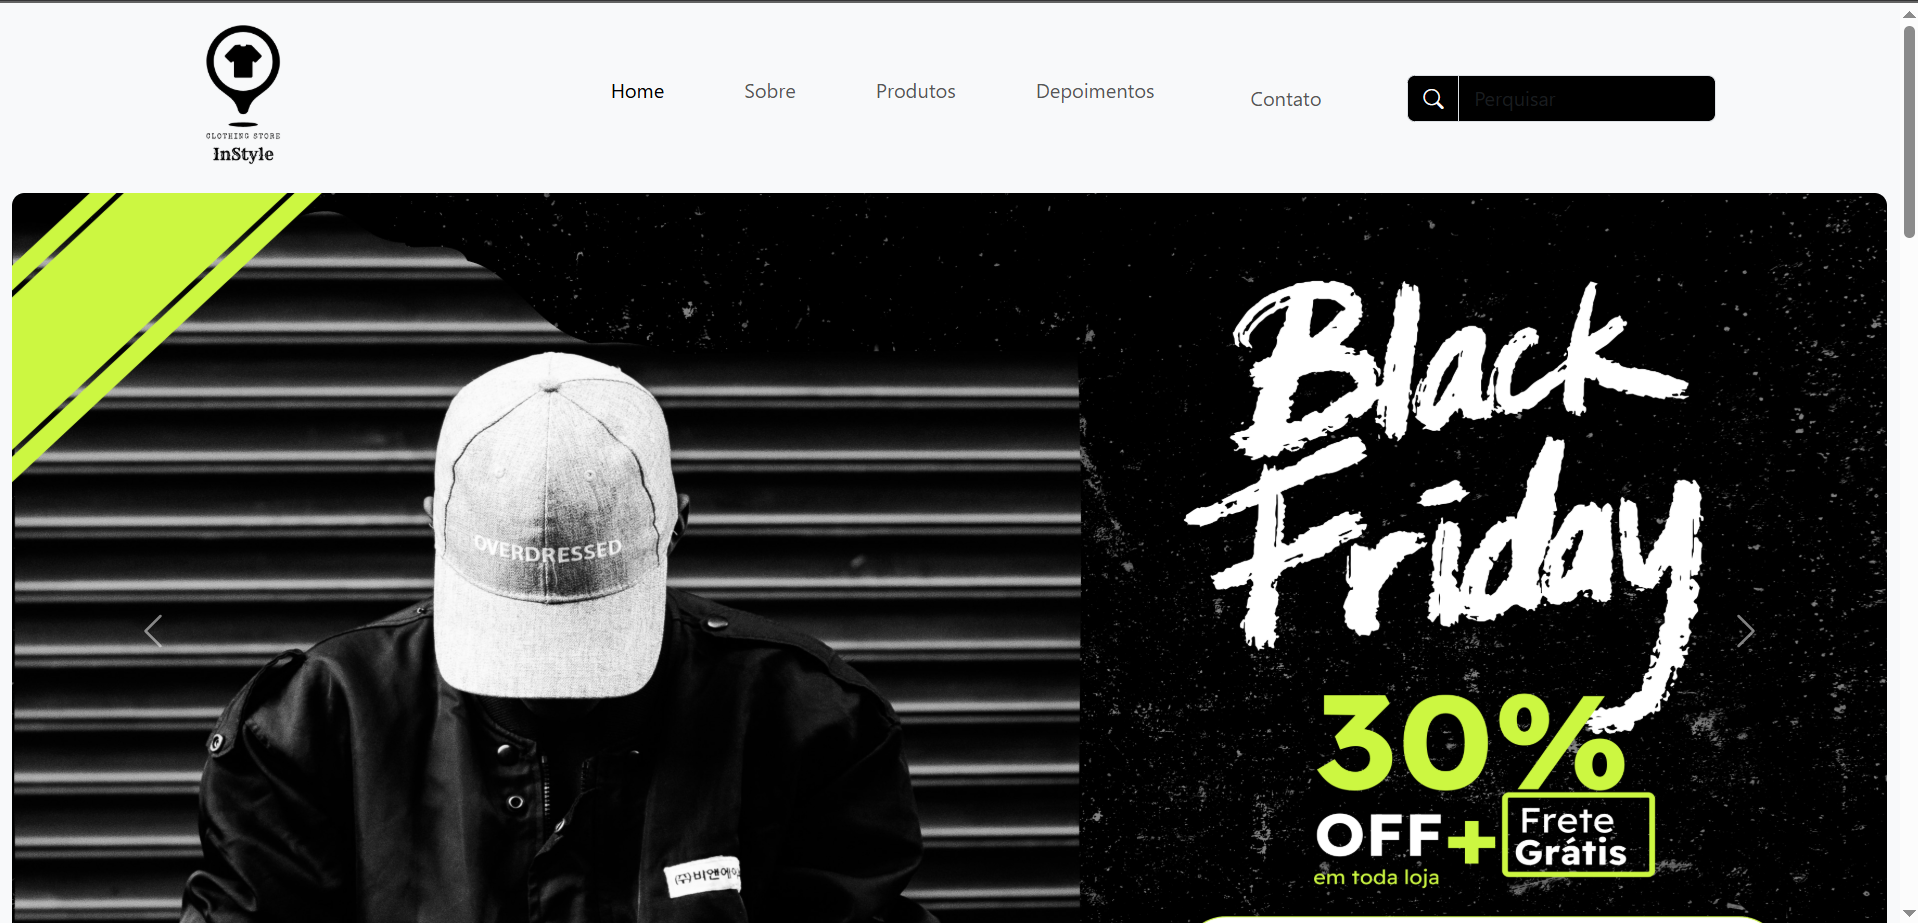 CLOTHING STORE
InStyle
Home
Sobre
Produtos
Depoimentos
Contato
Perquisar
Black
Friday
OVERDRESSED
30%
OFF+
Frete
Grátis
em toda loja
(주)비앤에이